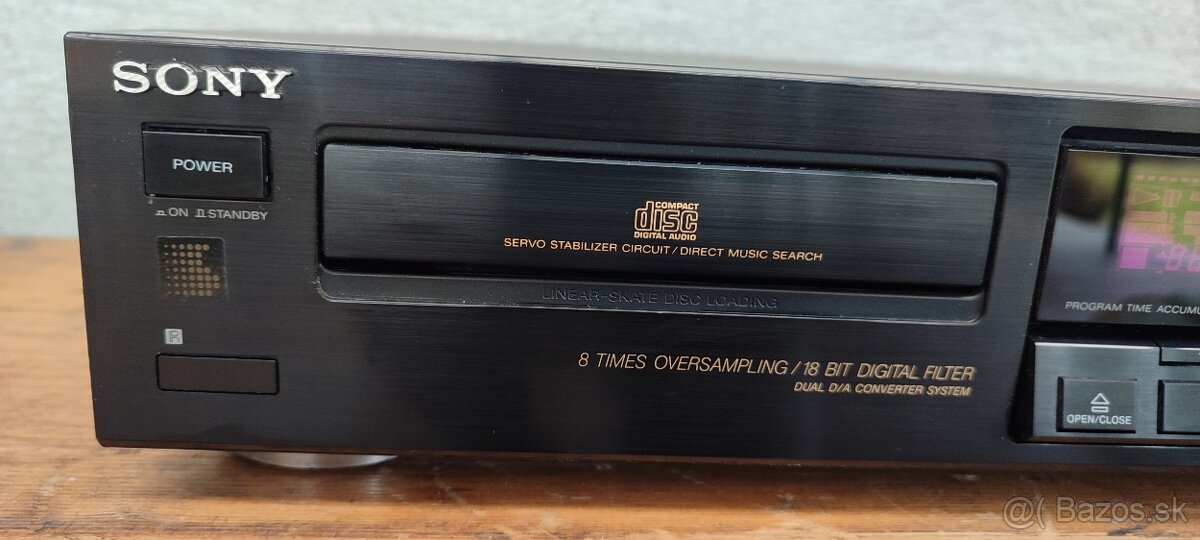 SONY
POWER
ON STANDBY
COMPACT
disc
DIGITAL AUDIO
SERVO STABILIZER CIRCUIT/DIRECT MUSIC SEARCH
LINEAR-SKATE DISC LOADING
R
8 TIMES OVERSAMPLING/18 BIT DIGITAL FILTER
DUAL D/A CONVERTER SYSTEM
PROGRAM TIME
OPEN/CLOSE
@( Bazos.sk